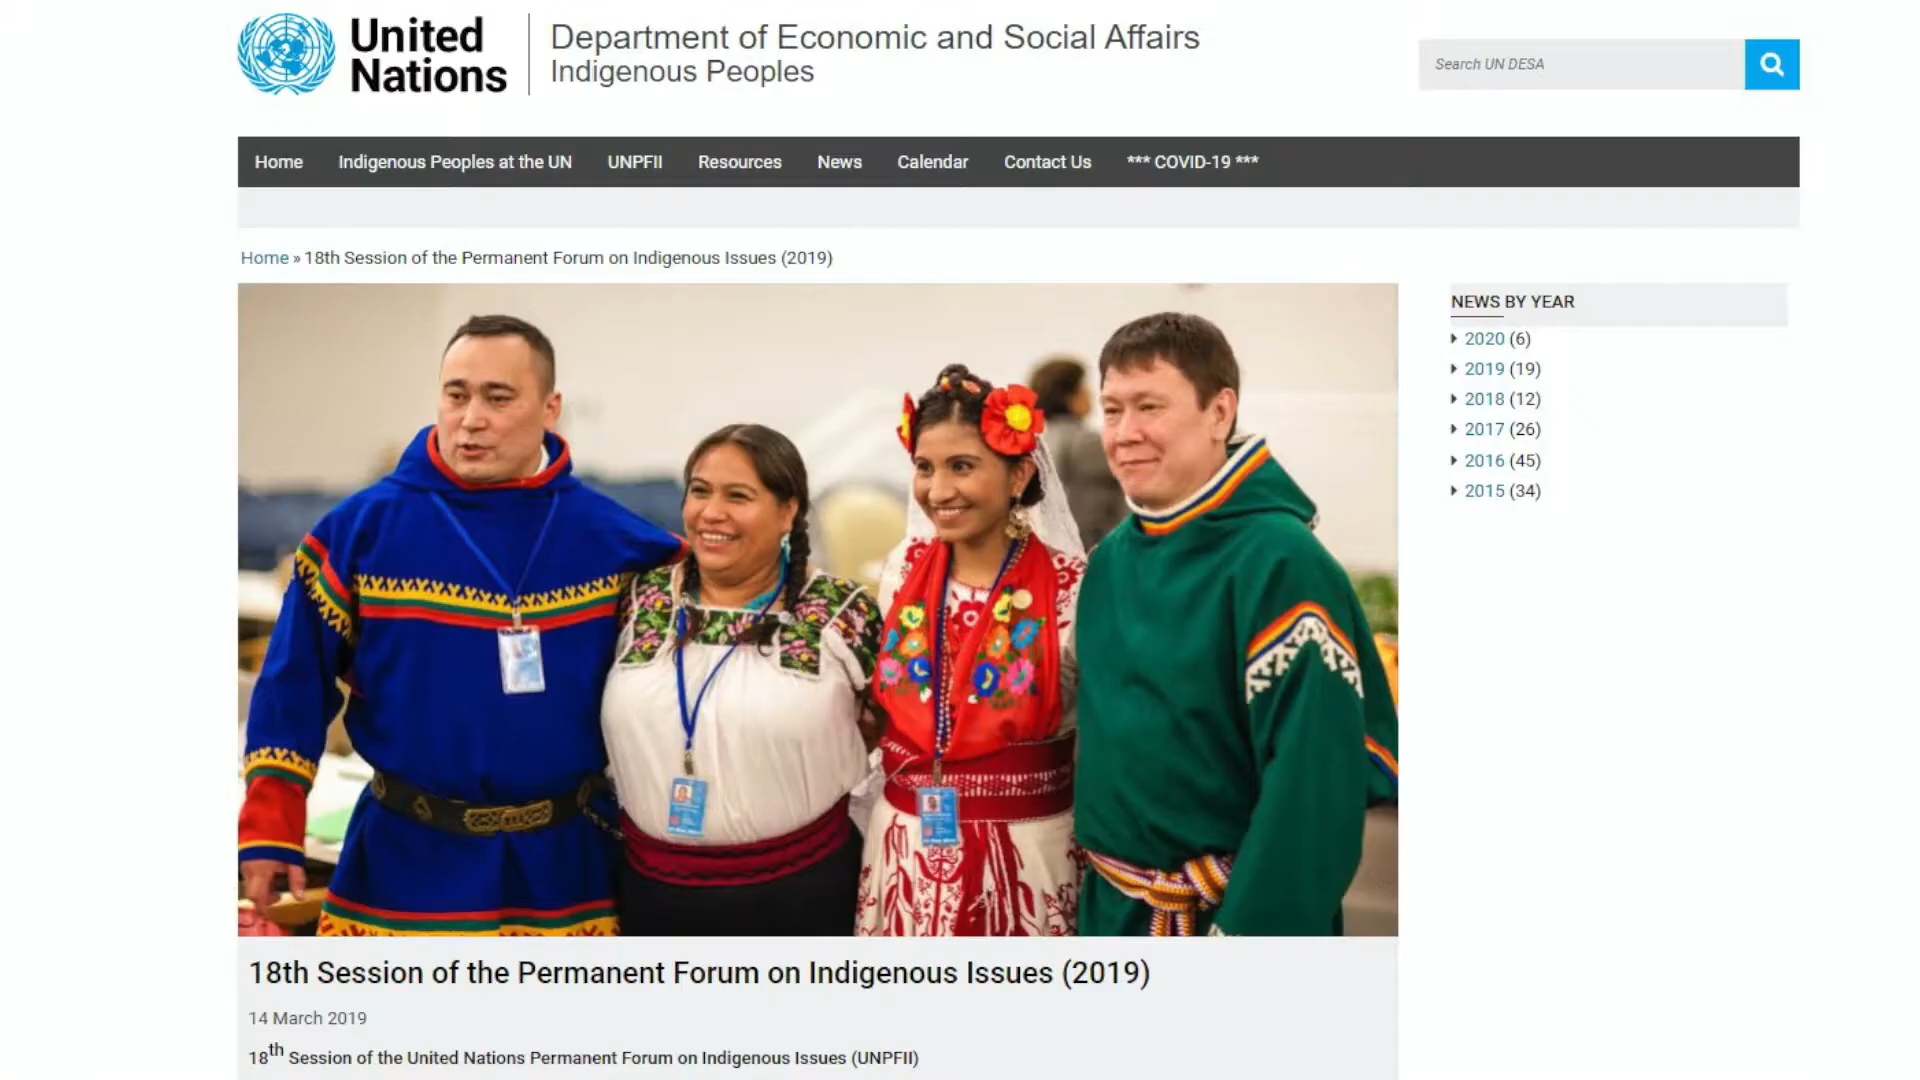 United
Nations
Department of Economic and Social Affairs
Indigenous Peoples
Search UN DESA
Home Indigenous Peoples at the UN UNPFII Resources News Calendar Contact Us *** COVID-19 ***
Home » 18th Session of the Permanent Forum on Indigenous Issues (2019)
NEWS BY YEAR
2020 (6)
2019 (19)
2018 (12)
2017 (26)
2016 (45)
2015 (34)
18th Session of the Permanent Forum on Indigenous Issues (2019)
14 March 2019
18th Session of the United Nations Permanent Forum on Indigenous Issues (UNPFII)